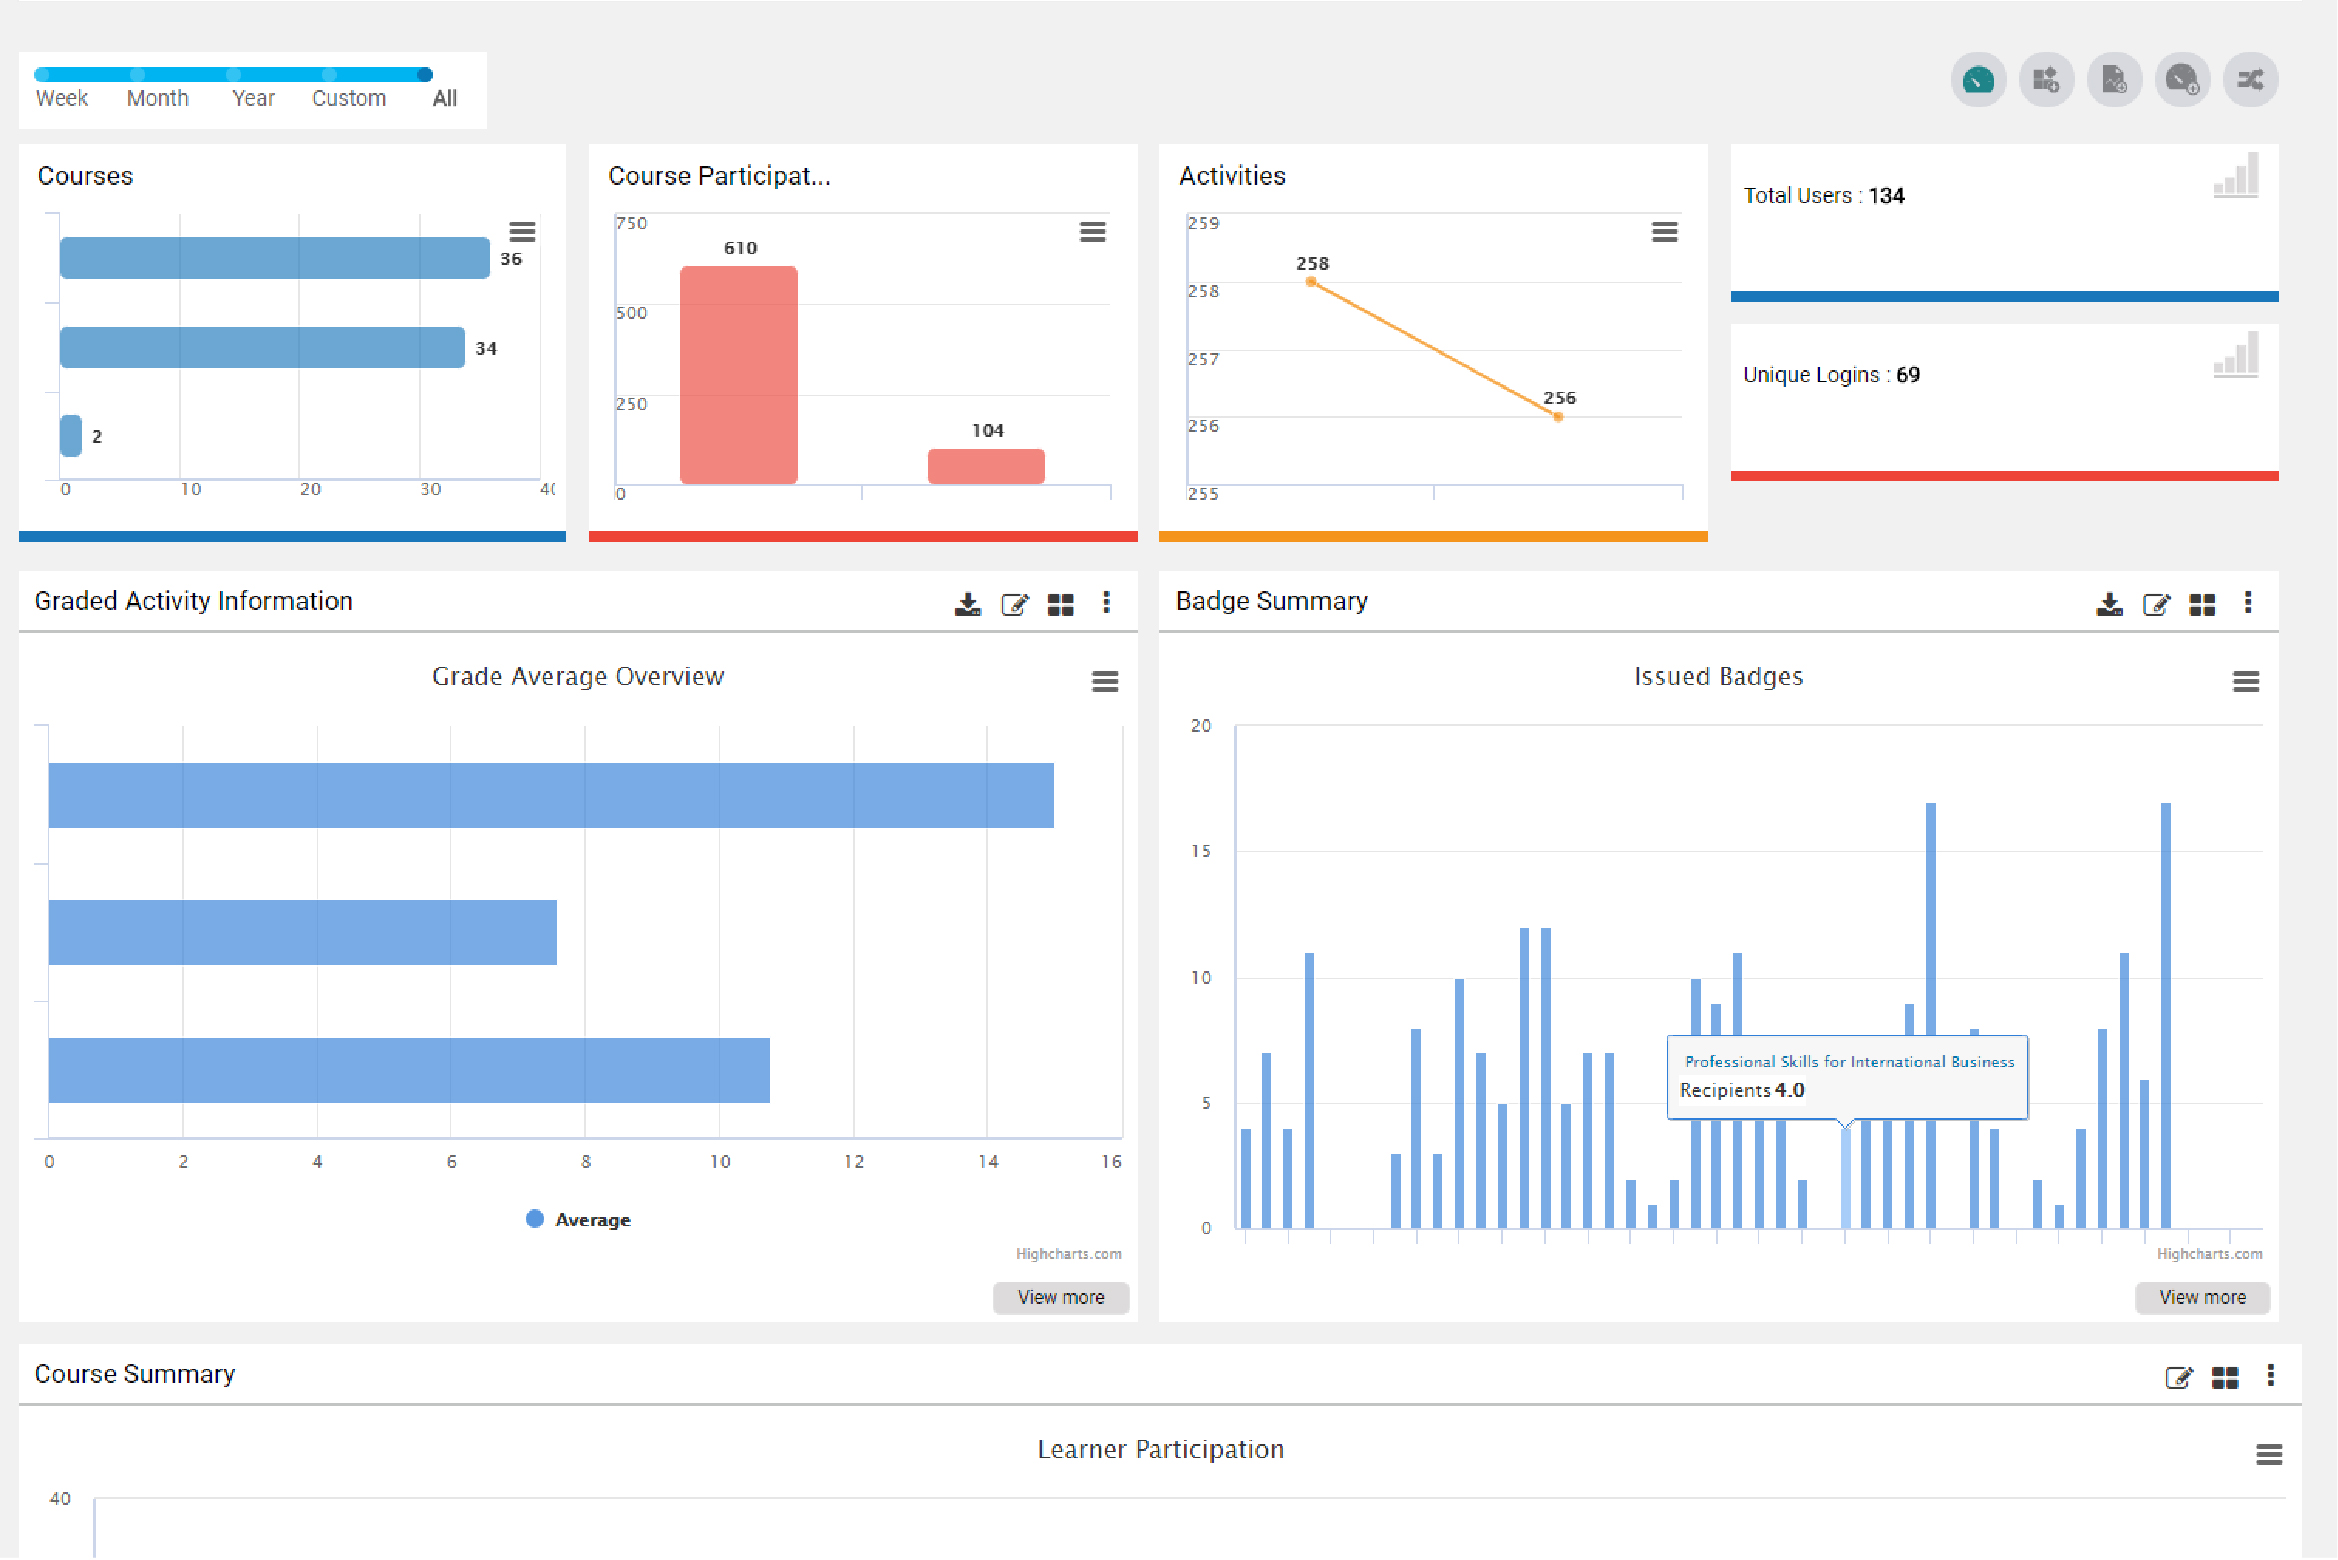 Week Month Year Custom All
Courses
36
34
2
0 10 20 30
Course Participat...
750
610
500
250
104
0
Activities
259
258
258
257
256
256
255
Total Users : 134
Unique Logins : 69
Graded Activity Information
Grade Average Overview
0 2 4 6 8 10 12 14 16
Average
Highcharts.com
View more
Badge Summary
Issued Badges
20
15
10
Professional Skills for International Business
Recipients 4.0
5
0
Highcharts.com
View more
Course Summary
Learner Participation
40